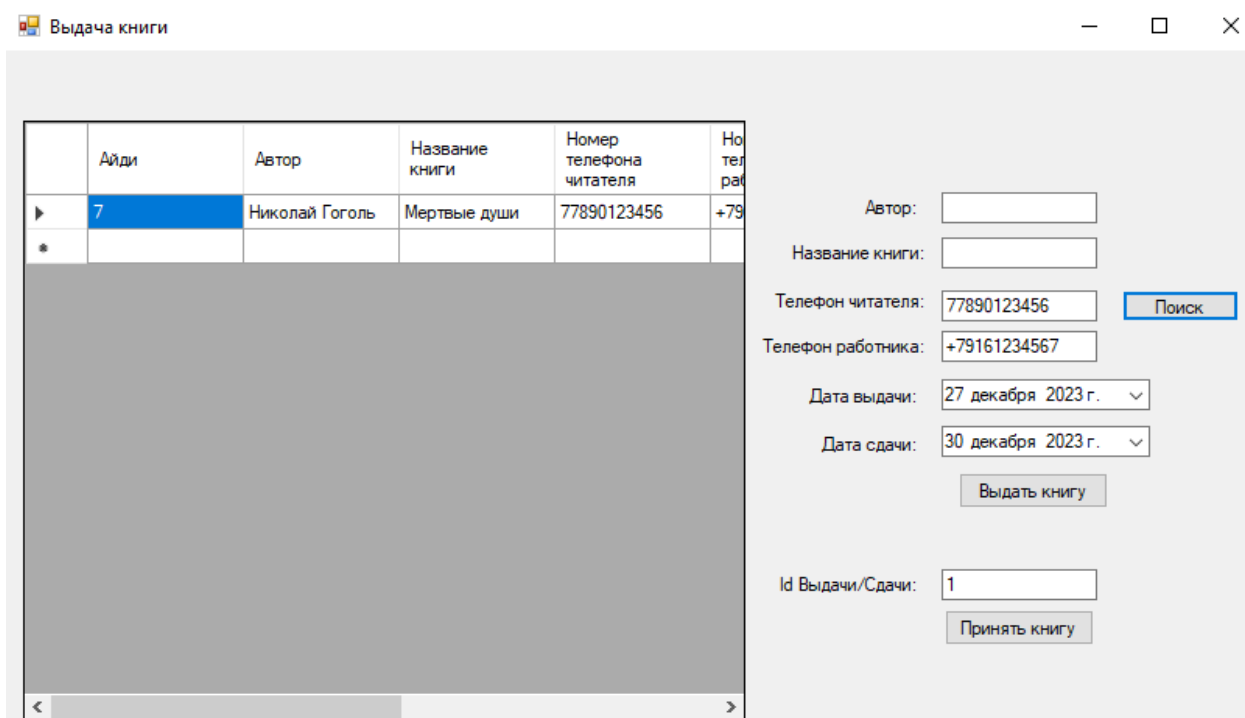 Выдача книги
Айди
Автор
Название
книги
Номер
телефона
читателя
7
Николай Гоголь
Мертвые души
77890123456
+79
Автор:
Название книги:
Телефон читателя:
77890123456
Поиск
Телефон работника:
+79161234567
Дата выдачи:
27 декабря 2023 г.
Дата сдачи:
30 декабря 2023 г.
Выдать книгу
Id Выдачи/Сдачи:
1
Принять книгу